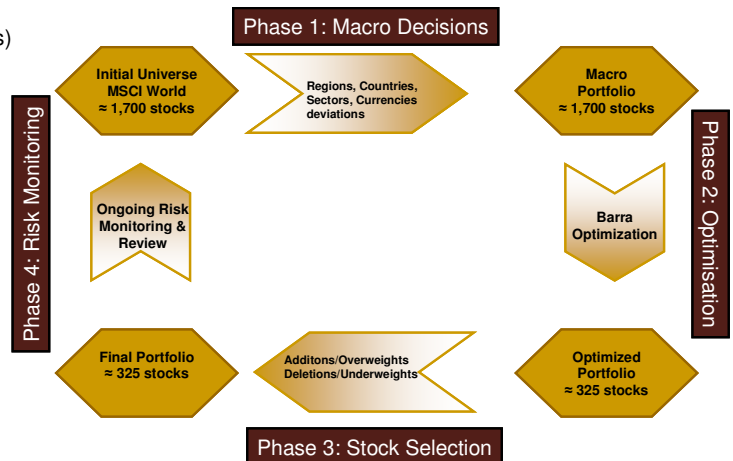 Phase 1: Macro Decisions
s)
Initial Universe
MSCI World
≈ 1,700 stocks
Regions, Countries,
Sectors, Currencies
deviations
Macro
Portfolio
≈ 1,700 stocks
Phase 2: Optimisation
Barra
Optimization
Optimized
Portfolio
≈ 325 stocks
Additons/Overweights
Deletions/Underweights
Phase 3: Stock Selection
Final Portfolio
≈ 325 stocks
Ongoing Risk
Monitoring &
Review
Phase 4: Risk Monitoring